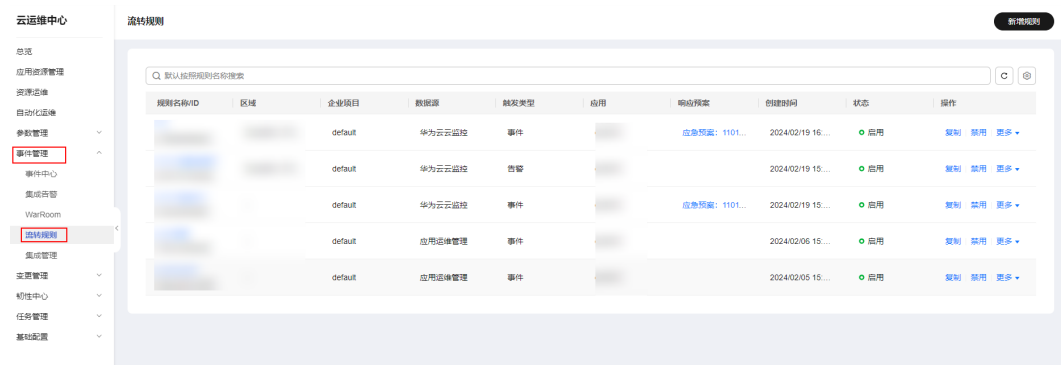 云运维中心
流转规则
新增规则
总览
应用资源管理
资源运维
自动化运维
参数管理
事件管理
事件中心
集成告警
WarRoom
流转规则
集成管理
变更管理
韧性中心
任务管理
基础配置
默认按照规则名称搜索
规则名称/ID 区域 企业项目 数据源 触发类型 应用 响应预案 创建时间 状态 操作
default 华为云云监控 事件 应急预案：1101... 2024/02/19 16:... 启用 复制 禁用 更多
default 华为云云监控 告警 2024/02/19 15:... 启用 复制 禁用 更多
default 华为云云监控 事件 应急预案：1101... 2024/02/19 15:... 启用 复制 禁用 更多
default 应用运维管理 事件 2024/02/06 15:... 启用 复制 禁用 更多
default 应用运维管理 事件 2024/02/05 15:... 启用 复制 禁用 更多